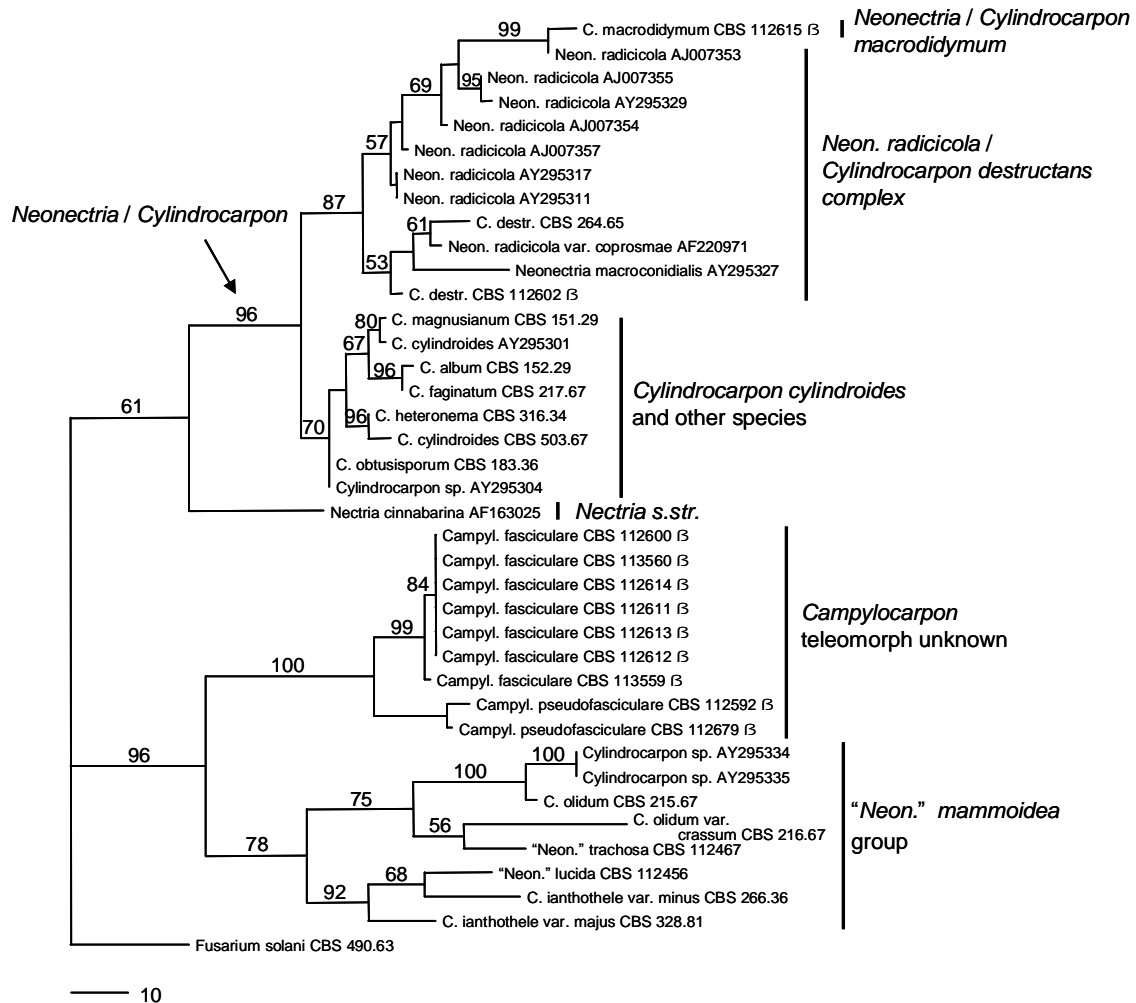 99
C. macrodidymum CBS 112615 ß
Neonectria / Cylindrocarpon
macrodidymum
Neon. radicicola AJ007353
95
Neon. radicicola AJ007355
69
Neon. radicicola AY295329
Neon. radicicola AJ007354
57
Neon. radicicola AJ007357
Neon. radicicola /
Cylindrocarpon destructans
complex
Neon. radicicola AY295317
Neon. radicicola AY295311
Neonectria / Cylindrocarpon
87
61
C. destr. CBS 264.65
Neon. radicicola var. coprosmae AF220971
53
Neonectria macroconidialis AY295327
C. destr. CBS 112602 ß
96
80
C. magnusianum CBS 151.29
67
C. cylindroides AY295301
96
C. album CBS 152.29
C. faginatum CBS 217.67
Cylindrocarpon cylindroides
and other species
61
96
C. heteronema CBS 316.34
70
C. cylindroides CBS 503.67
C. obtusisporum CBS 183.36
Cylindrocarpon sp. AY295304
Nectria cinnabarina AF163025
Nectria s.str.
Campyl. fasciculare CBS 112600 ß
Campyl. fasciculare CBS 113560 ß
84
Campyl. fasciculare CBS 112614 ß
Campyl. fasciculare CBS 112611 ß
99
Campyl. fasciculare CBS 112613 ß
Campyl. fasciculare CBS 112612 ß
Campylocarpon
teleomorph unknown
100
Campyl. fasciculare CBS 113559 ß
Campyl. pseudofasciculare CBS 112592 ß
Campyl. pseudofasciculare CBS 112679 ß
96
100
Cylindrocarpon sp. AY295334
100
Cylindrocarpon sp. AY295335
75
C. olidum CBS 215.67
56
C. olidum var.
crassum CBS 216.67
"Neon." mammoidea
group
78
"Neon." trachosa CBS 112467
68
"Neon." lucida CBS 112456
92
C. ianthothele var. minus CBS 266.36
C. ianthothele var. majus CBS 328.81
Fusarium solani CBS 490.63
10